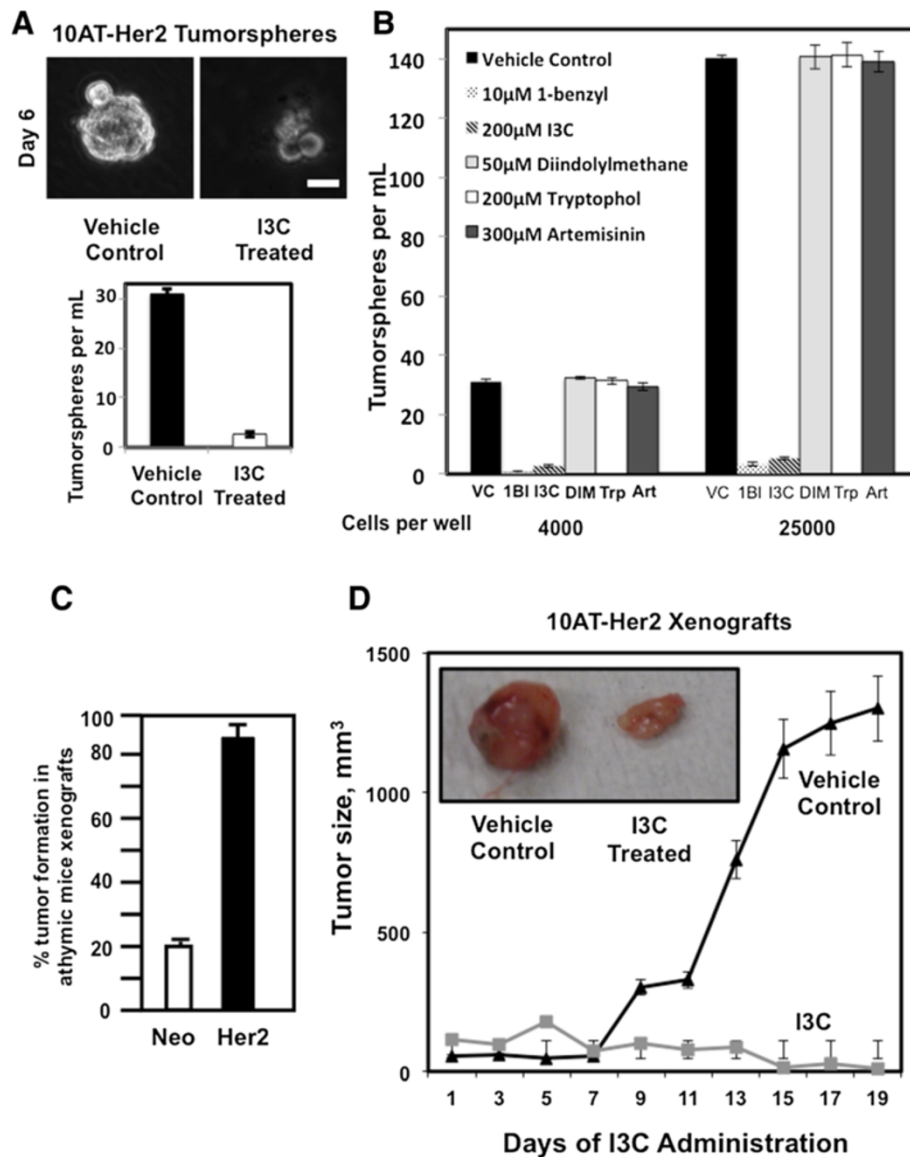 A
10AT-Her2 Tumorspheres
Day 6
Vehicle
Control
I3C
Treated
Tumorspheres per mL
30
20
10
0
Vehicle
Control
I3C
Treated
B
Vehicle Control
10µM 1-benzyl
200µM I3C
50µM Diindolylmethane
200µM Tryptophol
300µM Artemisinin
Tumorspheres per mL
140
120
100
80
60
40
20
0
VC 1BI I3C DIM Trp Art
VC 1BI I3C DIM Trp Art
Cells per well
4000
25000
C
% tumor formation in
athymic mice xenografts
100
80
60
40
20
0
Neo Her2
D
10AT-Her2 Xenografts
Tumor size, mm³
1500
1000
500
0
Vehicle
Control
I3C
Treated
Vehicle
Control
I3C
1 3 5 7 9 11 13 15 17 19
Days of I3C Administration